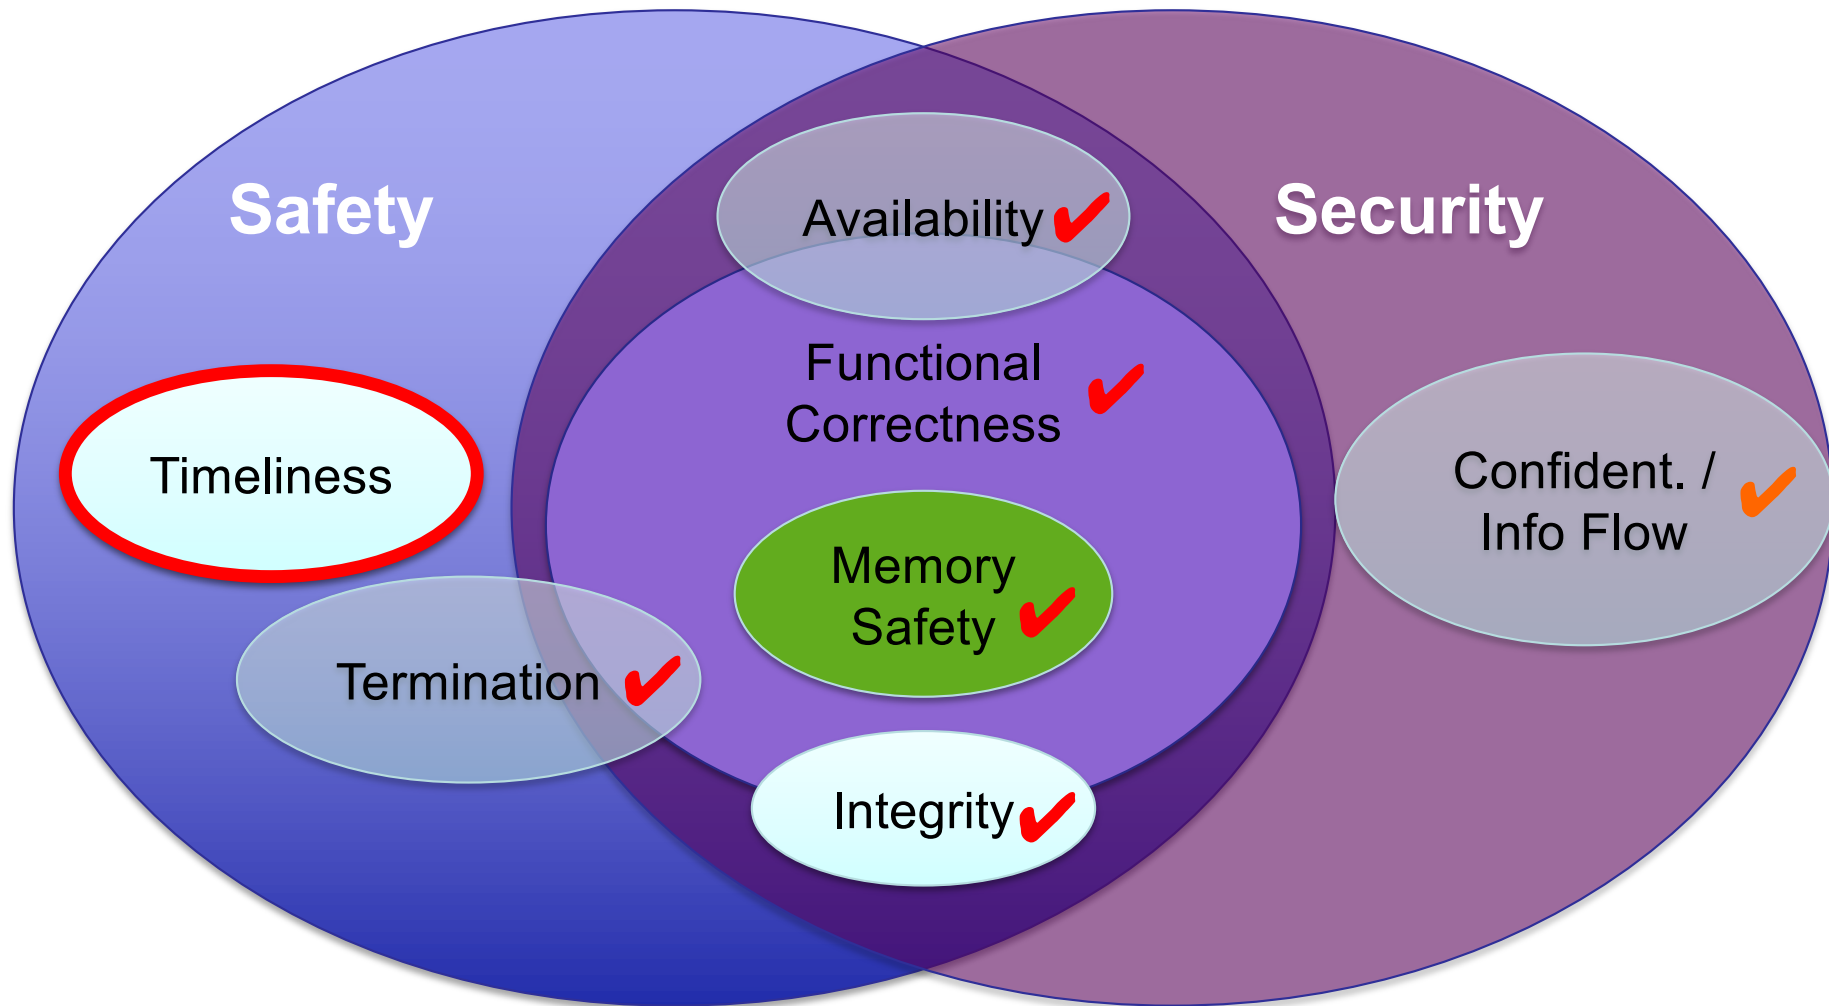 Safety
Security
Availability
Functional
Correctness
Timeliness
Confident. /
Info Flow
Memory
Safety
Termination
Integrity